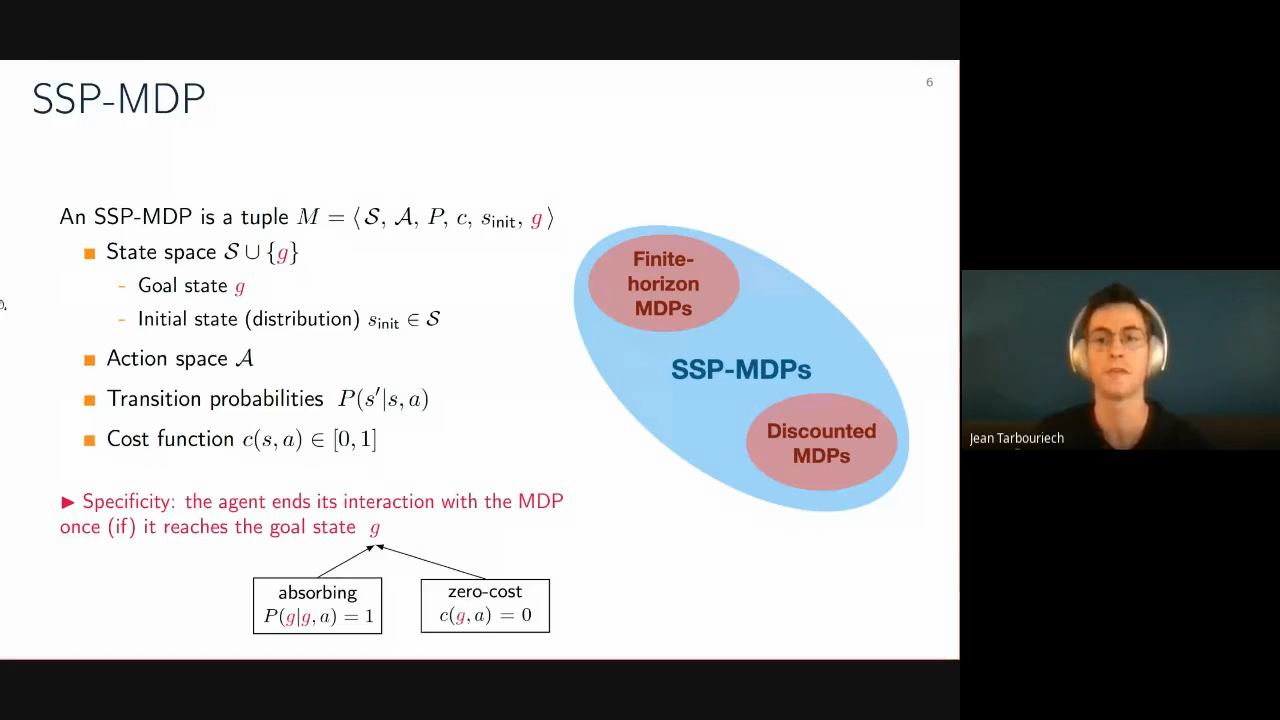 SSP-MDP
6
An SSP-MDP is a tuple M = ⟨ S, A, P, c, s_init, g ⟩
■ State space S ∪ {g}
- Goal state g
- Initial state (distribution) s_init ∈ S
■ Action space A
■ Transition probabilities P(s′|s, a)
■ Cost function c(s, a) ∈ [0, 1]
▶ Specificity: the agent ends its interaction with the MDP
once (if) it reaches the goal state g
absorbing
P(g|g, a) = 1
zero-cost
c(g, a) = 0
Finite-
horizon
MDPs
SSP-MDPs
Discounted
MDPs
Jean Tarbouriech